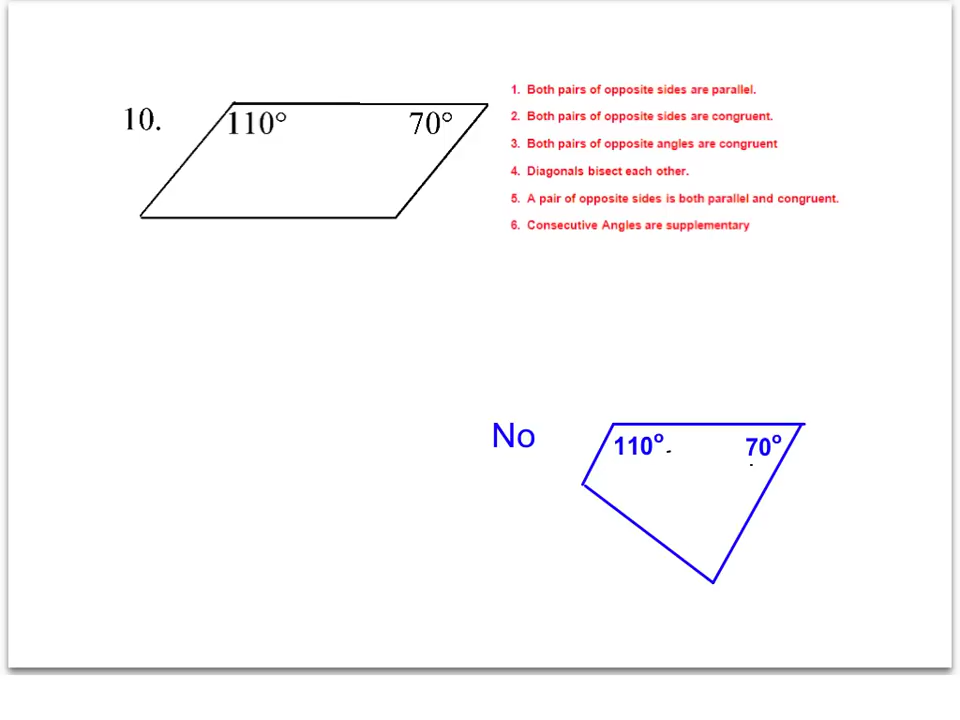 10.
110° 70°
1. Both pairs of opposite sides are parallel.
2. Both pairs of opposite sides are congruent.
3. Both pairs of opposite angles are congruent
4. Diagonals bisect each other.
5. A pair of opposite sides is both parallel and congruent.
6. Consecutive Angles are supplementary
No
110° 70°